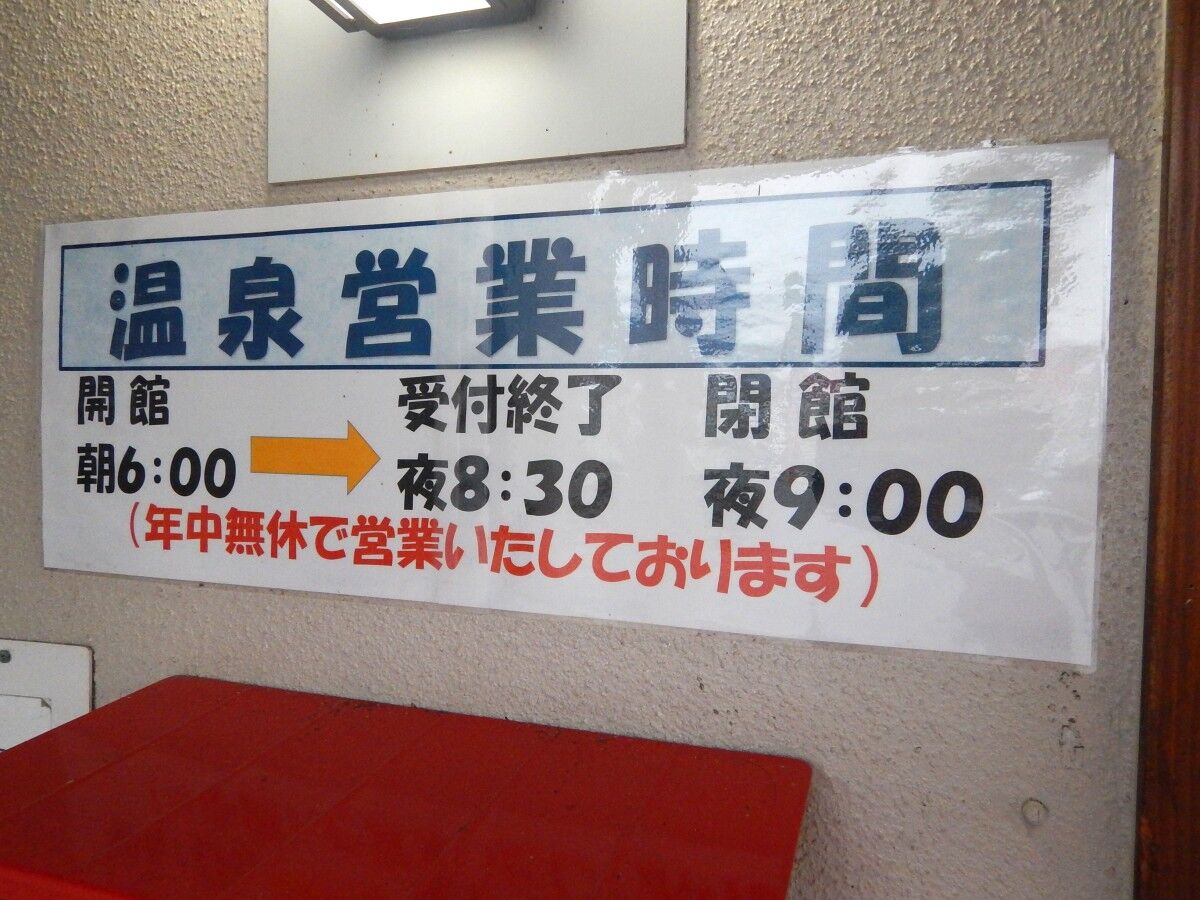 温泉営業時間
開館 受付終了 閉館
朝6:00 → 夜8:30 夜9:00
(年中無休で営業いたしております)